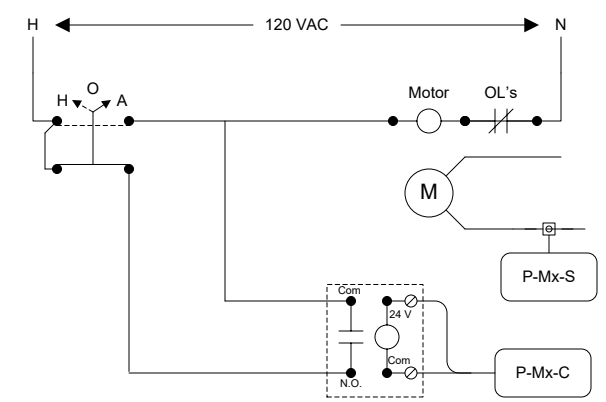 H 120 VAC N
O
H A
Motor OL's
M
P-Mx-S
Com
24 V
Com
N.O.
P-Mx-C